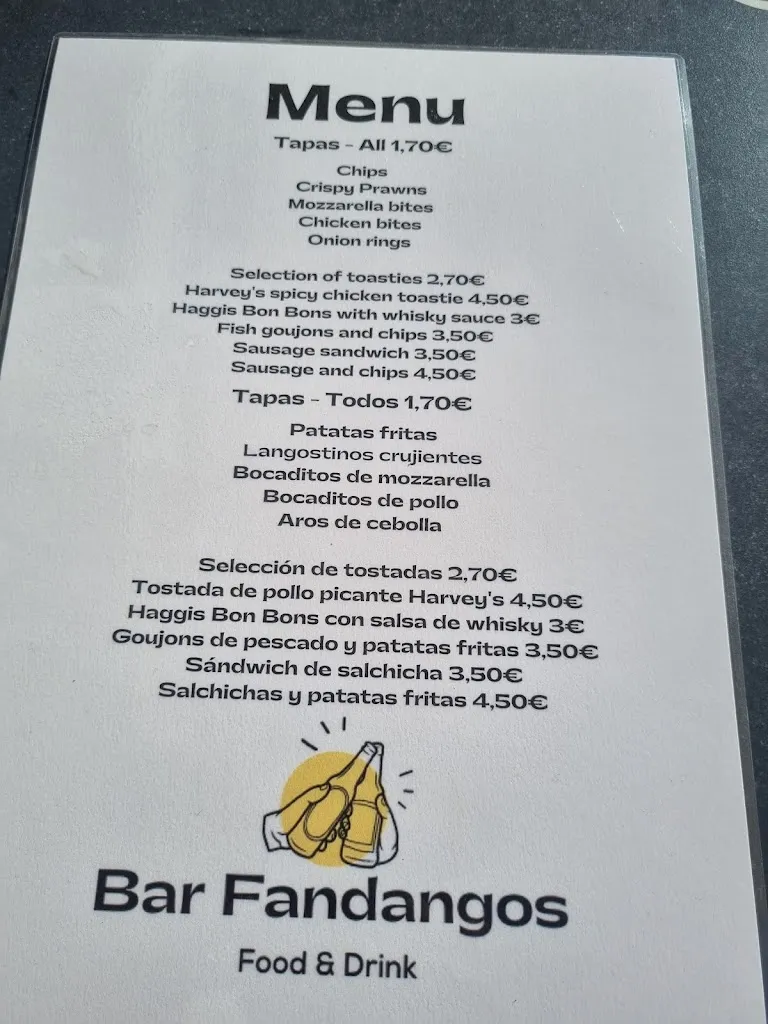 Menu
Tapas - All 1,70€
Chips
Crispy Prawns
Mozzarella bites
Chicken bites
Onion rings
Selection of toasties 2,70€
Harvey's spicy chicken toastie 4,50€
Haggis Bon Bons with whisky sauce 3€
Fish goujons and chips 3,50€
Sausage sandwich 3,50€
Sausage and chips 4,50€
Tapas - Todos 1,70€
Patatas fritas
Langostinos crujientes
Bocaditos de mozzarella
Bocaditos de pollo
Aros de cebolla
Selección de tostadas 2,70€
Tostada de pollo picante Harvey's 4,50€
Haggis Bon Bons con salsa de whisky 3€
Goujons de pescado y patatas fritas 3,50€
Sándwich de salchicha 3,50€
Salchichas y patatas fritas 4,50€
Bar Fandangos
Food & Drink